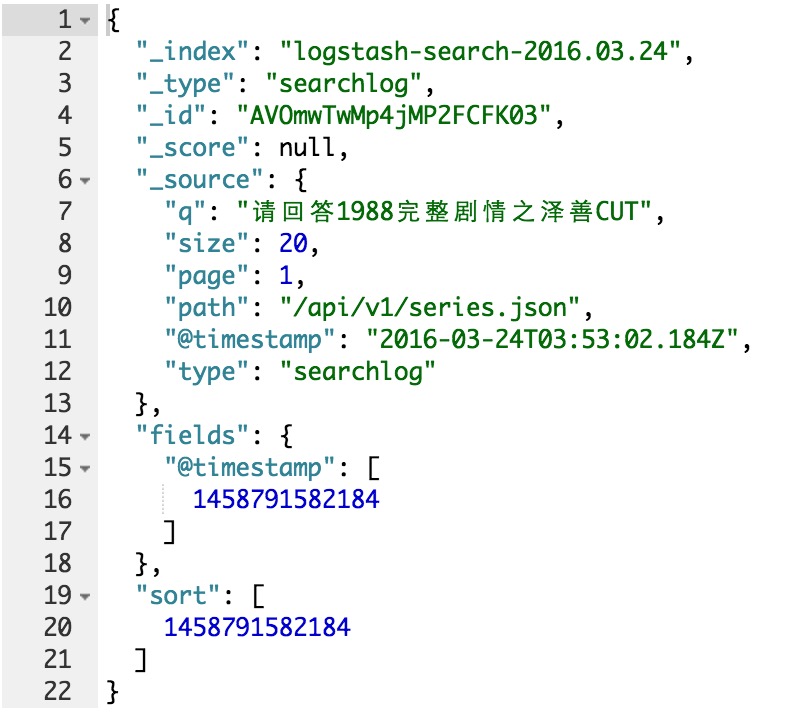 1 {
2 "_index": "logstash-search-2016.03.24",
3 "_type": "searchlog",
4 "_id": "AVOmwTwMp4jMP2FCFK03",
5 "_score": null,
6 "_source": {
7 "q": "请回答1988完整剧情之泽善CUT",
8 "size": 20,
9 "page": 1,
10 "path": "/api/v1/series.json",
11 "@timestamp": "2016-03-24T03:53:02.184Z",
12 "type": "searchlog"
13 },
14 "fields": {
15 "@timestamp": [
16 1458791582184
17 ]
18 },
19 "sort": [
20 1458791582184
21 ]
22 }